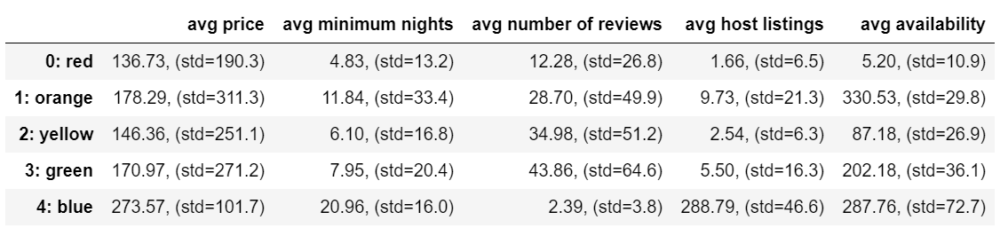 avg price avg minimum nights avg number of reviews avg host listings avg availability
0: red 136.73, (std=190.3) 4.83, (std=13.2) 12.28, (std=26.8) 1.66, (std=6.5) 5.20, (std=10.9)
1: orange 178.29, (std=311.3) 11.84, (std=33.4) 28.70, (std=49.9) 9.73, (std=21.3) 330.53, (std=29.8)
2: yellow 146.36, (std=251.1) 6.10, (std=16.8) 34.98, (std=51.2) 2.54, (std=6.3) 87.18, (std=26.9)
3: green 170.97, (std=271.2) 7.95, (std=20.4) 43.86, (std=64.6) 5.50, (std=16.3) 202.18, (std=36.1)
4: blue 273.57, (std=101.7) 20.96, (std=16.0) 2.39, (std=3.8) 288.79, (std=46.6) 287.76, (std=72.7)